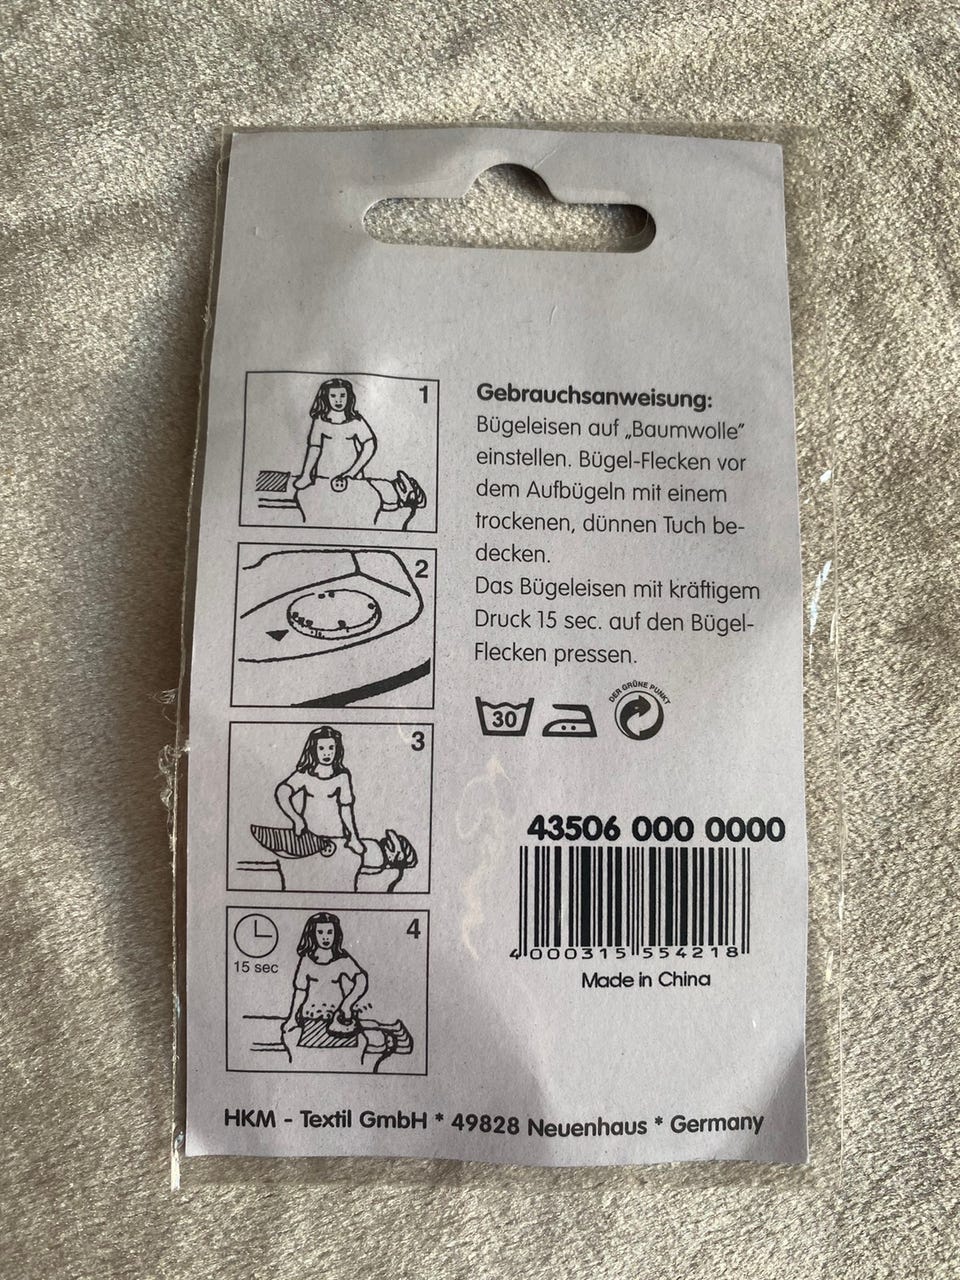 1
2
3
15 sec
4
Gebrauchsanweisung:
Bügeleisen auf „Baumwolle”
einstellen. Bügel-Flecken vor
dem Aufbügeln mit einem
trockenen, dünnen Tuch be-
decken.
Das Bügeleisen mit kräftigem
Druck 15 sec. auf den Bügel-
Flecken pressen.
30
DER GRÜNE PUNKT
43506 000 0000
4 000315 554218
Made in China
HKM - Textil GmbH * 49828 Neuenhaus * Germany